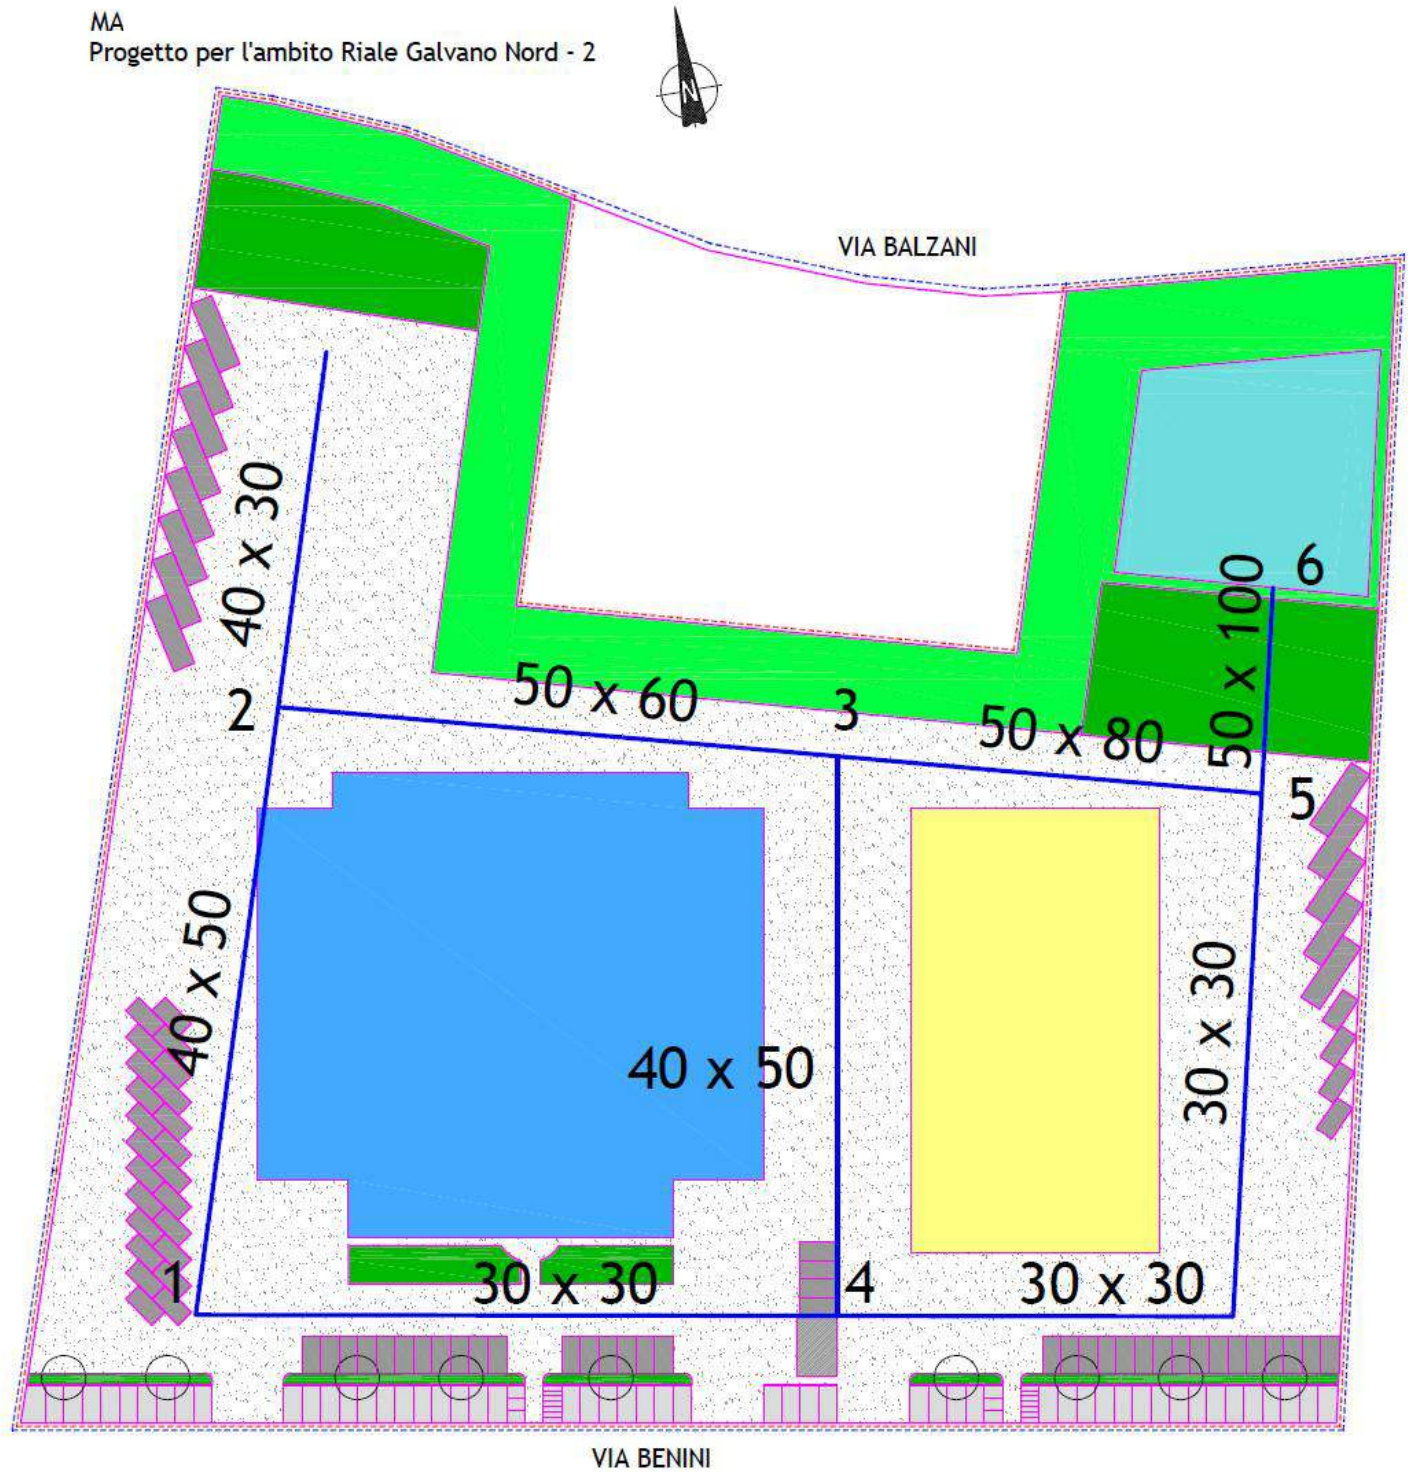 MA
Progetto per l'ambito Riale Galvano Nord - 2
N
VIA BALZANI
40 x 30
6
50 x 100
2
50 x 60
3
50 x 80
5
40 x 50
40 x 50
30 x 30
1
30 x 30
4
30 x 30
VIA BENINI